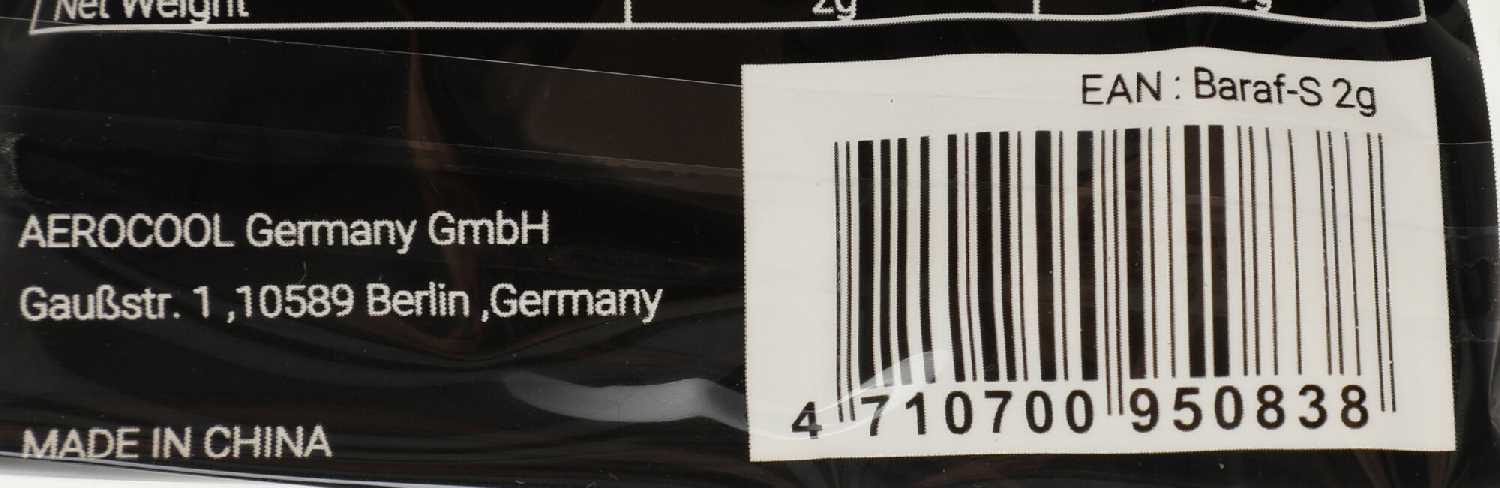 Net Weight 2g
EAN : Baraf-S 2g
AEROCOOL Germany GmbH
Gaußstr. 1 ,10589 Berlin ,Germany
4 710700 950838
MADE IN CHINA